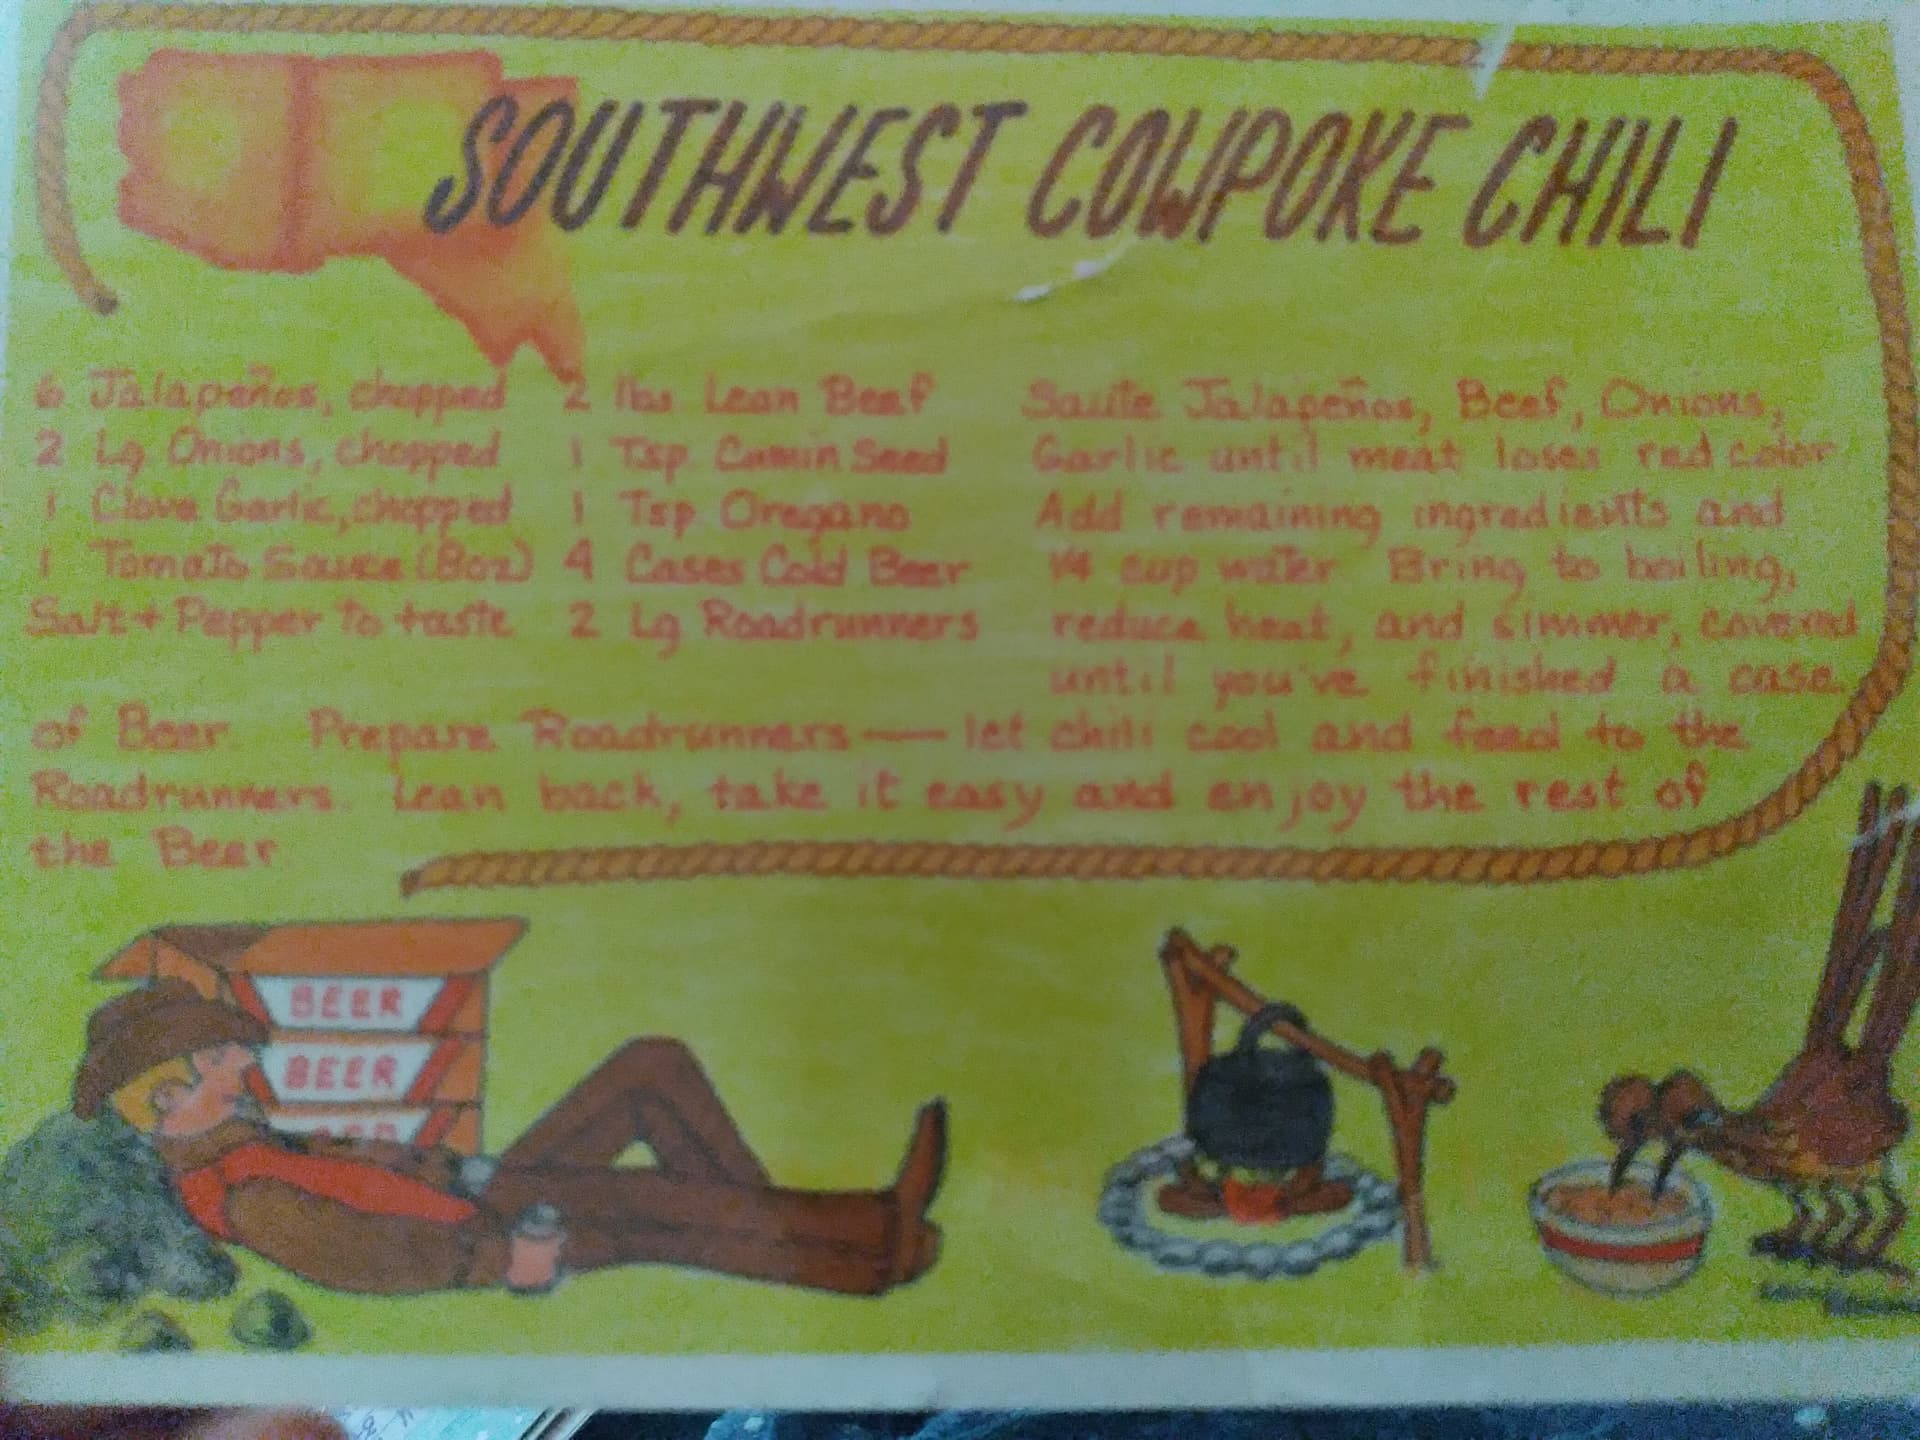 SOUTHWEST COWPOKE CHILI
6 Jalapeños, chopped
2 Lg Onions, chopped
1 Clove Garlic, chopped
1 Tomato Sauce (8oz)
Salt + Pepper to taste
2 lbs Lean Beef
1 Tsp Cumin Seed
1 Tsp Oregano
4 Cases Cold Beer
2 Lg Roadrunners
Saute Jalapeños, Beef, Onions,
Garlic until meat loses red color
Add remaining ingredients and
1/4 cup water Bring to boiling,
reduce heat, and simmer, covered
until you've finished a case
of Beer. Prepare Roadrunners — let chili cool and feed to the
Roadrunners. Lean back, take it easy and enjoy the rest of
the Beer
BEER
BEER